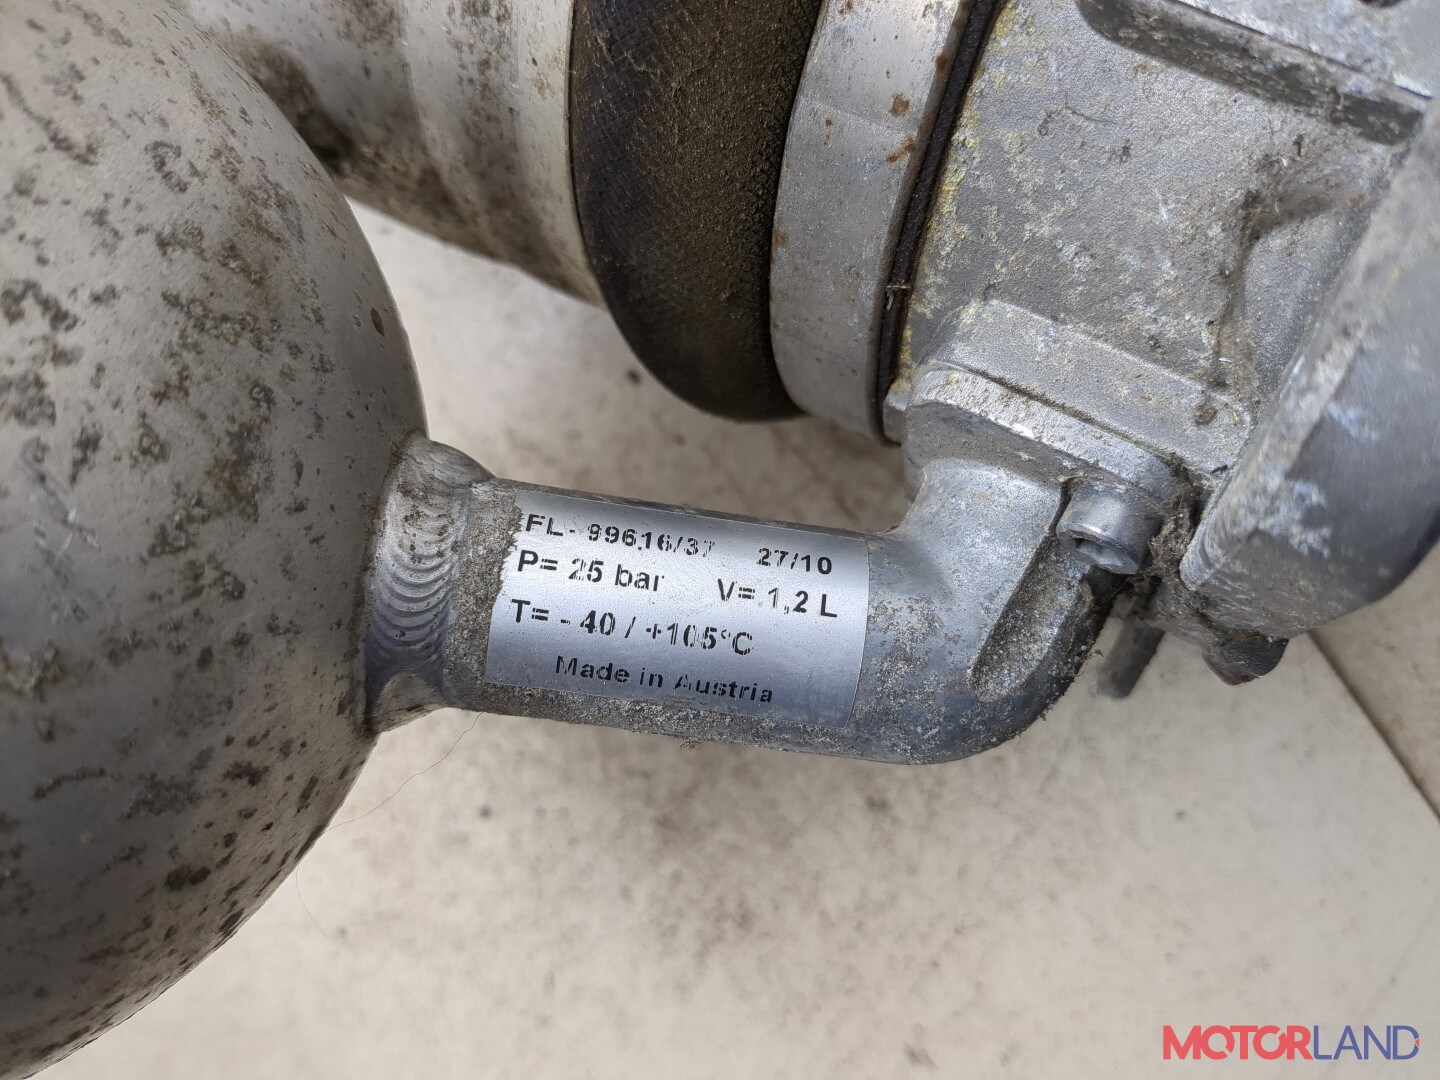 FL- 99616/37 27/10
P= 25 bar V= 1,2 L
T= - 40 / +105°C
Made in Austria
MOTORLAND